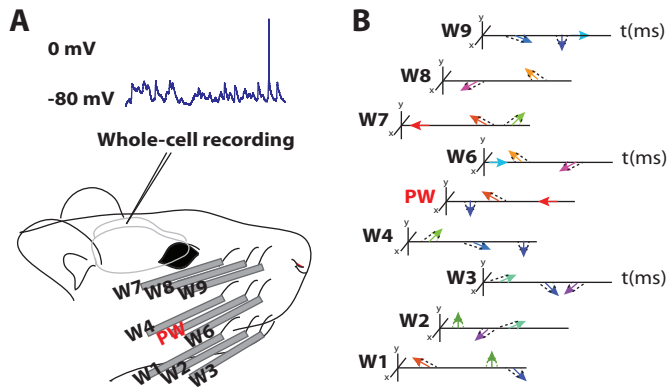 A
0 mV
-80 mV
Whole-cell recording
W7
W8
W9
W4
PW
W6
W1
W2
W3
B
y
W9
t(ms)
x
y
W8
x
y
W7
x
y
W6
t(ms)
x
y
PW
x
y
W4
x
y
W3
t(ms)
x
y
W2
x
y
W1
x